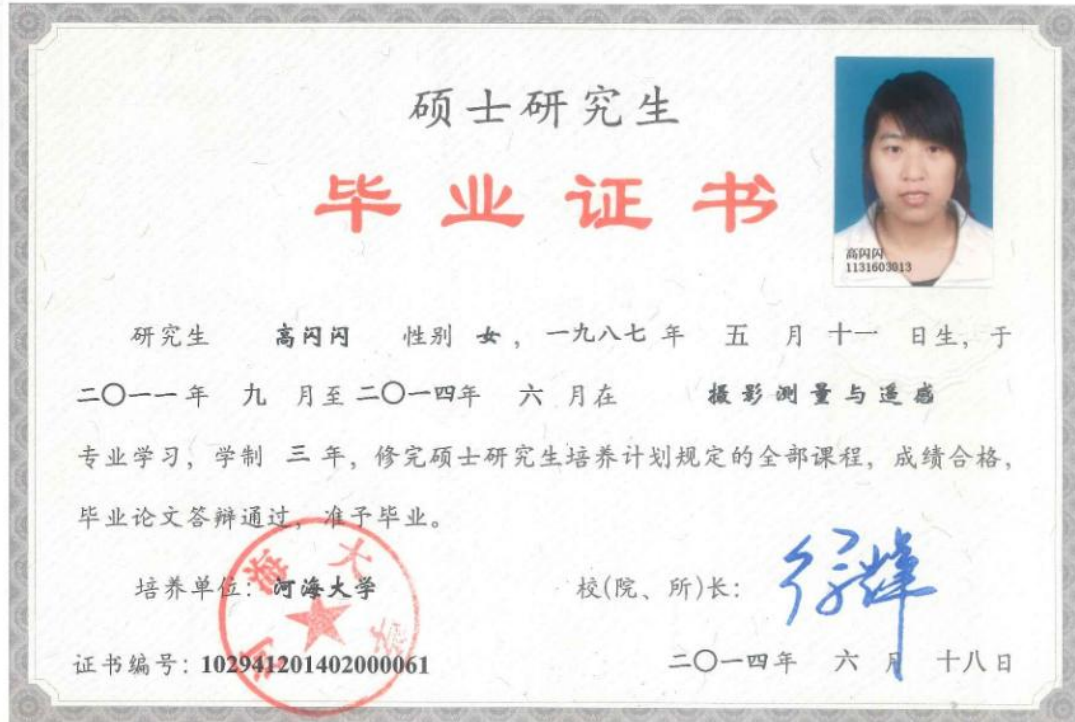 硕士研究生
毕业证书
高闪闪
1131603013
研究生 高闪闪 性别 女，一九八七 年 五 月 十一 日生，于
二〇一一 年 九 月至 二〇一四年 六 月在 摄影测量与遥感
专业学习，学制 三 年，修完硕士研究生培养计划规定的全部课程，成绩合格，
毕业论文答辩通过，准予毕业。
培养单位：河海大学
校(院、所)长：徐辉
河海大学
证书编号：102941201402000061
二〇一四年 六 月 十八日